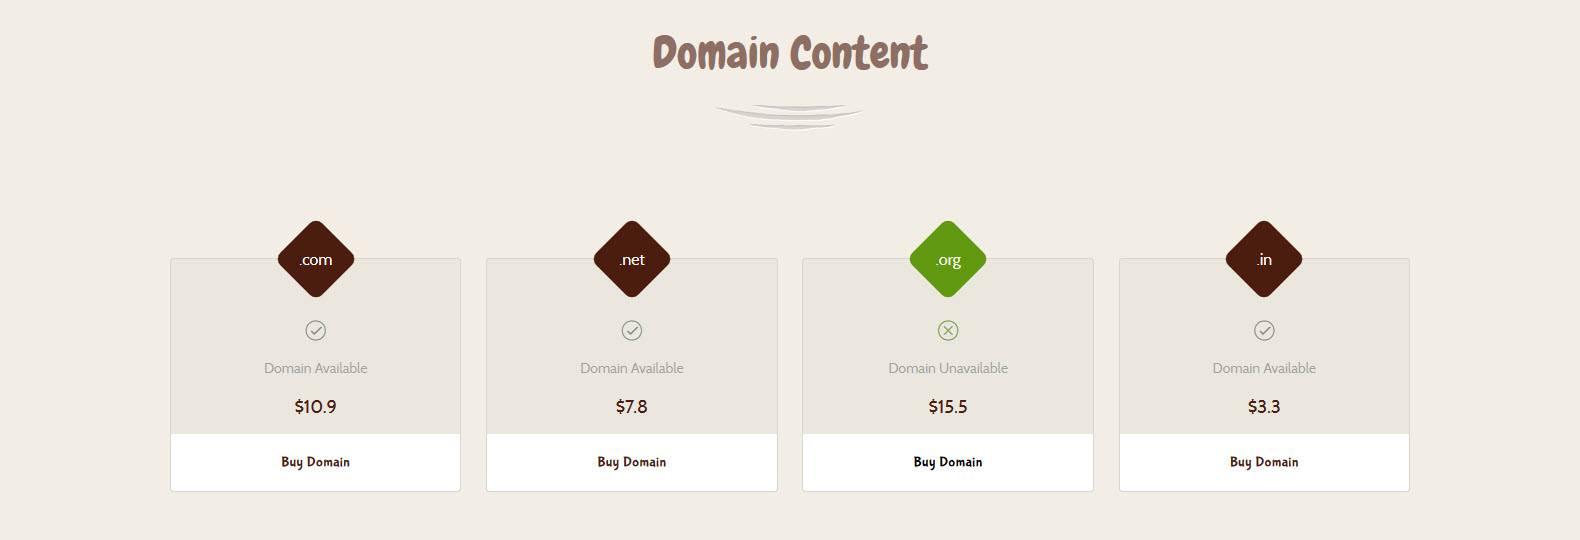 Domain Content
.com
.net
.org
.in
Domain Available
Domain Available
Domain Unavailable
Domain Available
$10.9
$7.8
$15.5
$3.3
Buy Domain
Buy Domain
Buy Domain
Buy Domain